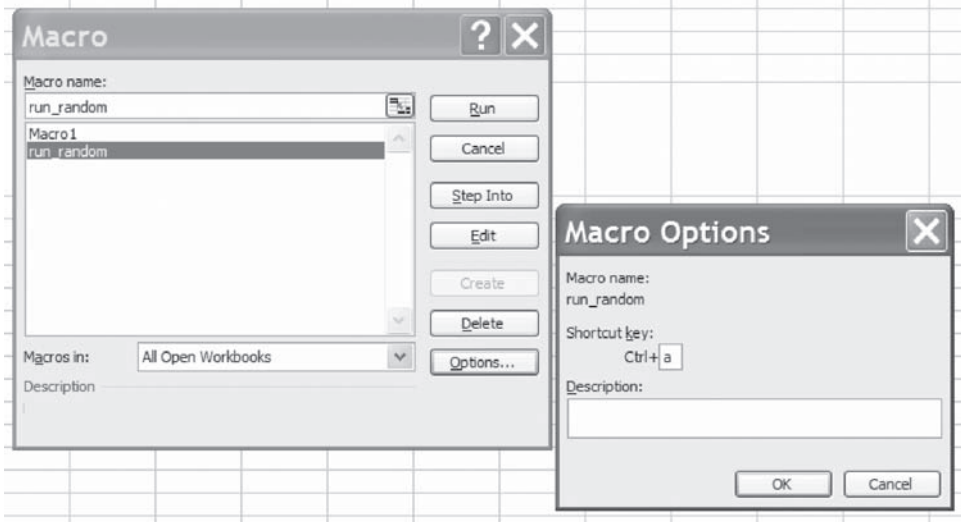 Macro
?
Macro name:
run_random
Run
Macro1
run_random
Cancel
Step Into
Edit
Create
Delete
Macros in:
All Open Workbooks
Options...
Description
Macro Options
Macro name:
run_random
Shortcut key:
Ctrl+ a
Description:
OK
Cancel